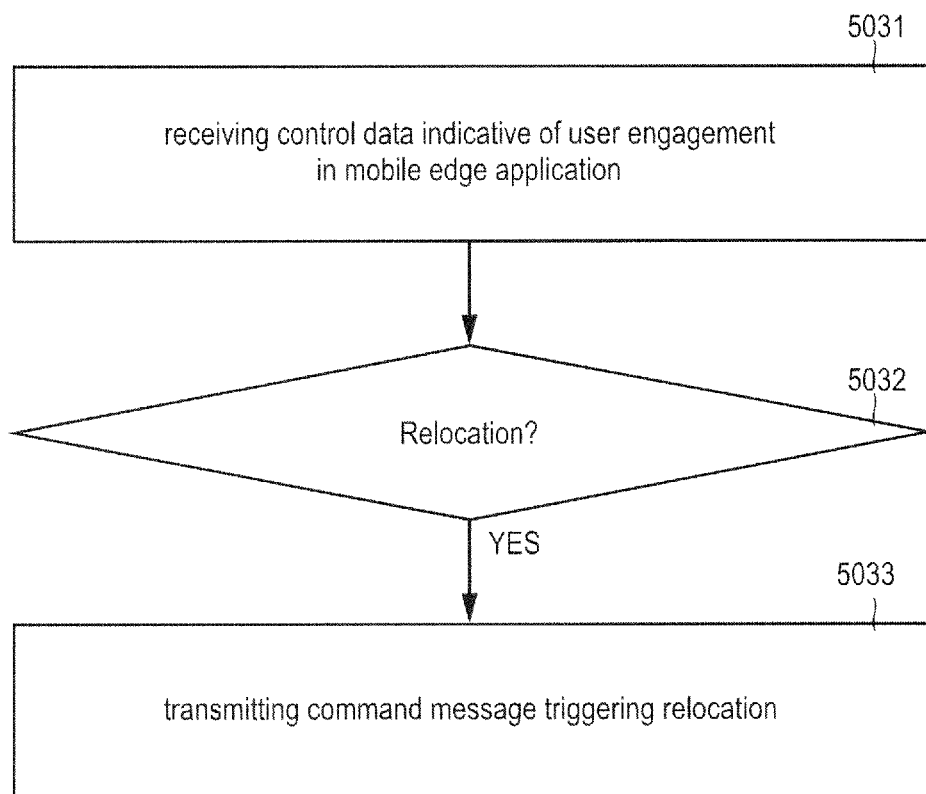 5031
receiving control data indicative of user engagement
in mobile edge application
5032
Relocation?
YES
5033
transmitting command message triggering relocation